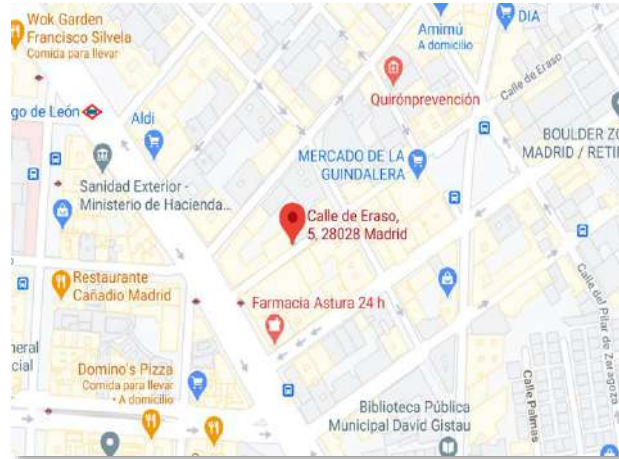 Wok Garden
Francisco Silvela
Comida para llevar
Amimú
A domicilio
DIA
Calle de Eraso
Quirónprevención
go de León
Aldi
BOULDER ZO
MADRID / RETI
MERCADO DE LA
GUINDALERA
Sanidad Exterior -
Ministerio de Hacienda...
Calle de Eraso,
5, 28028 Madrid
Restaurante
Cañadio Madrid
Farmacia Astura 24 h
Calle del Pilar de Zaragoza
neral
cial
Domino's Pizza
Comida para llevar
• A domicilio
Calle Palmas
Biblioteca Pública
Municipal David Gistau